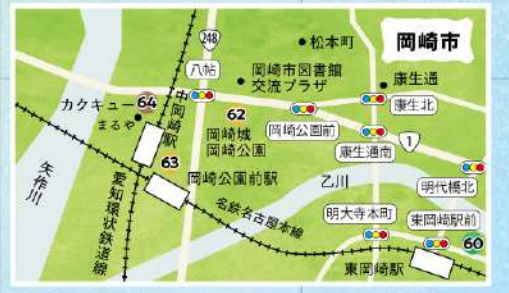 岡崎市
248
松本町
八帖
岡崎市図書館
交流プラザ
康生通
康生北
カクキュー
64
まるや
中岡崎駅
62
岡崎城
岡崎公園
岡崎公園前
康生通南
1
63
岡崎公園前駅
乙川
明代橋北
矢作川
愛知環状鉄道線
名鉄名古屋本線
明大寺本町
東岡崎駅前
60
東岡崎駅